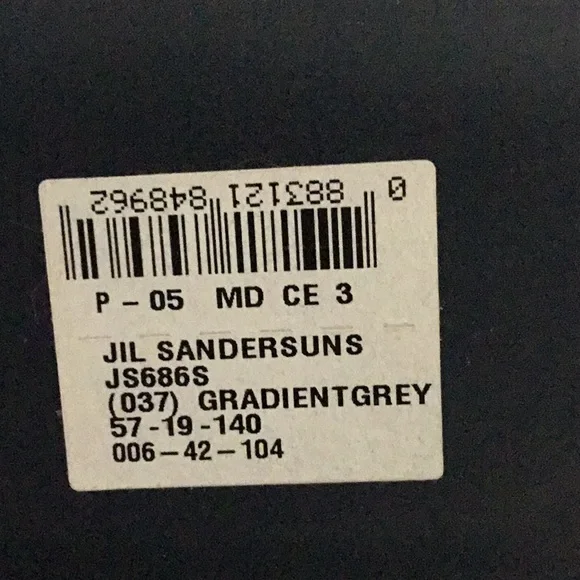 0 883121 848962
P-05 MD CE 3
JIL SANDERSUNS
JS686S
(037) GRADIENTGREY
57-19-140
006-42-104